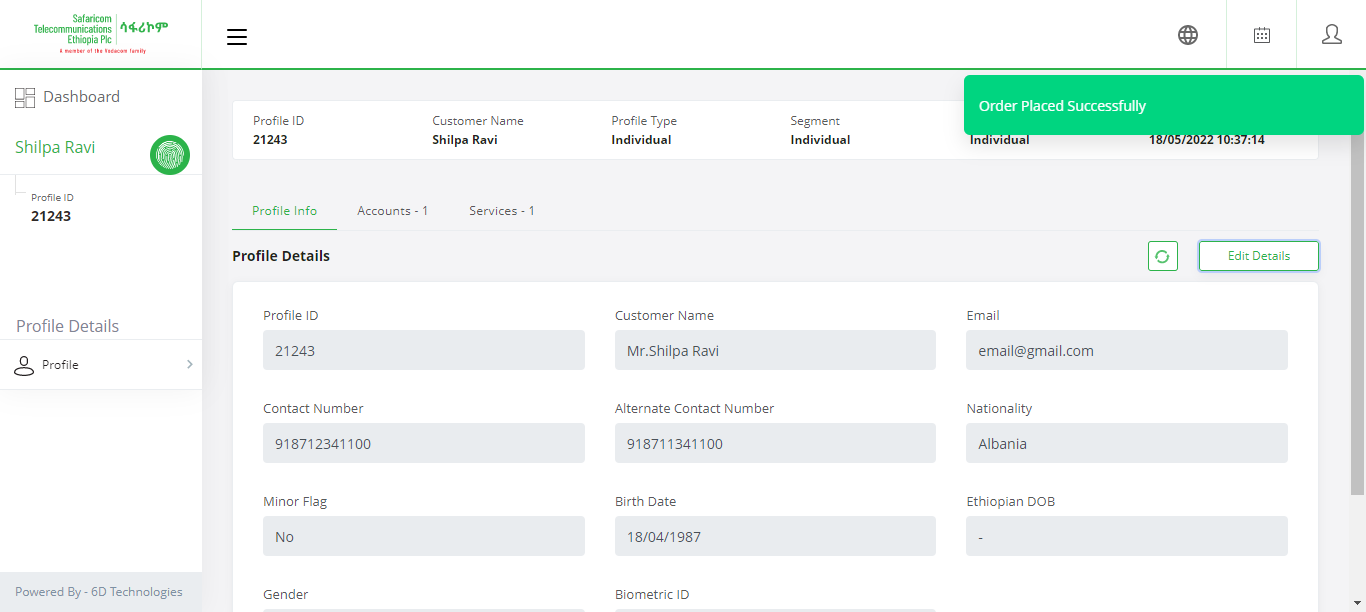 Safaricom
Telecommunications
Ethiopia Plc
ሳፋሪኮም
A member of the Vodacom family
Order Placed Successfully
Dashboard
Shilpa Ravi
Profile ID
21243
Profile Details
Profile
Powered By - 6D Technologies
Profile ID Customer Name Profile Type Segment
21243 Shilpa Ravi Individual Individual Individual 18/05/2022 10:37:14
Profile Info Accounts - 1 Services - 1
Profile Details Edit Details
Profile ID Customer Name Email
21243 Mr.Shilpa Ravi email@gmail.com
Contact Number Alternate Contact Number Nationality
918712341100 918711341100 Albania
Minor Flag Birth Date Ethiopian DOB
No 18/04/1987 -
Gender Biometric ID